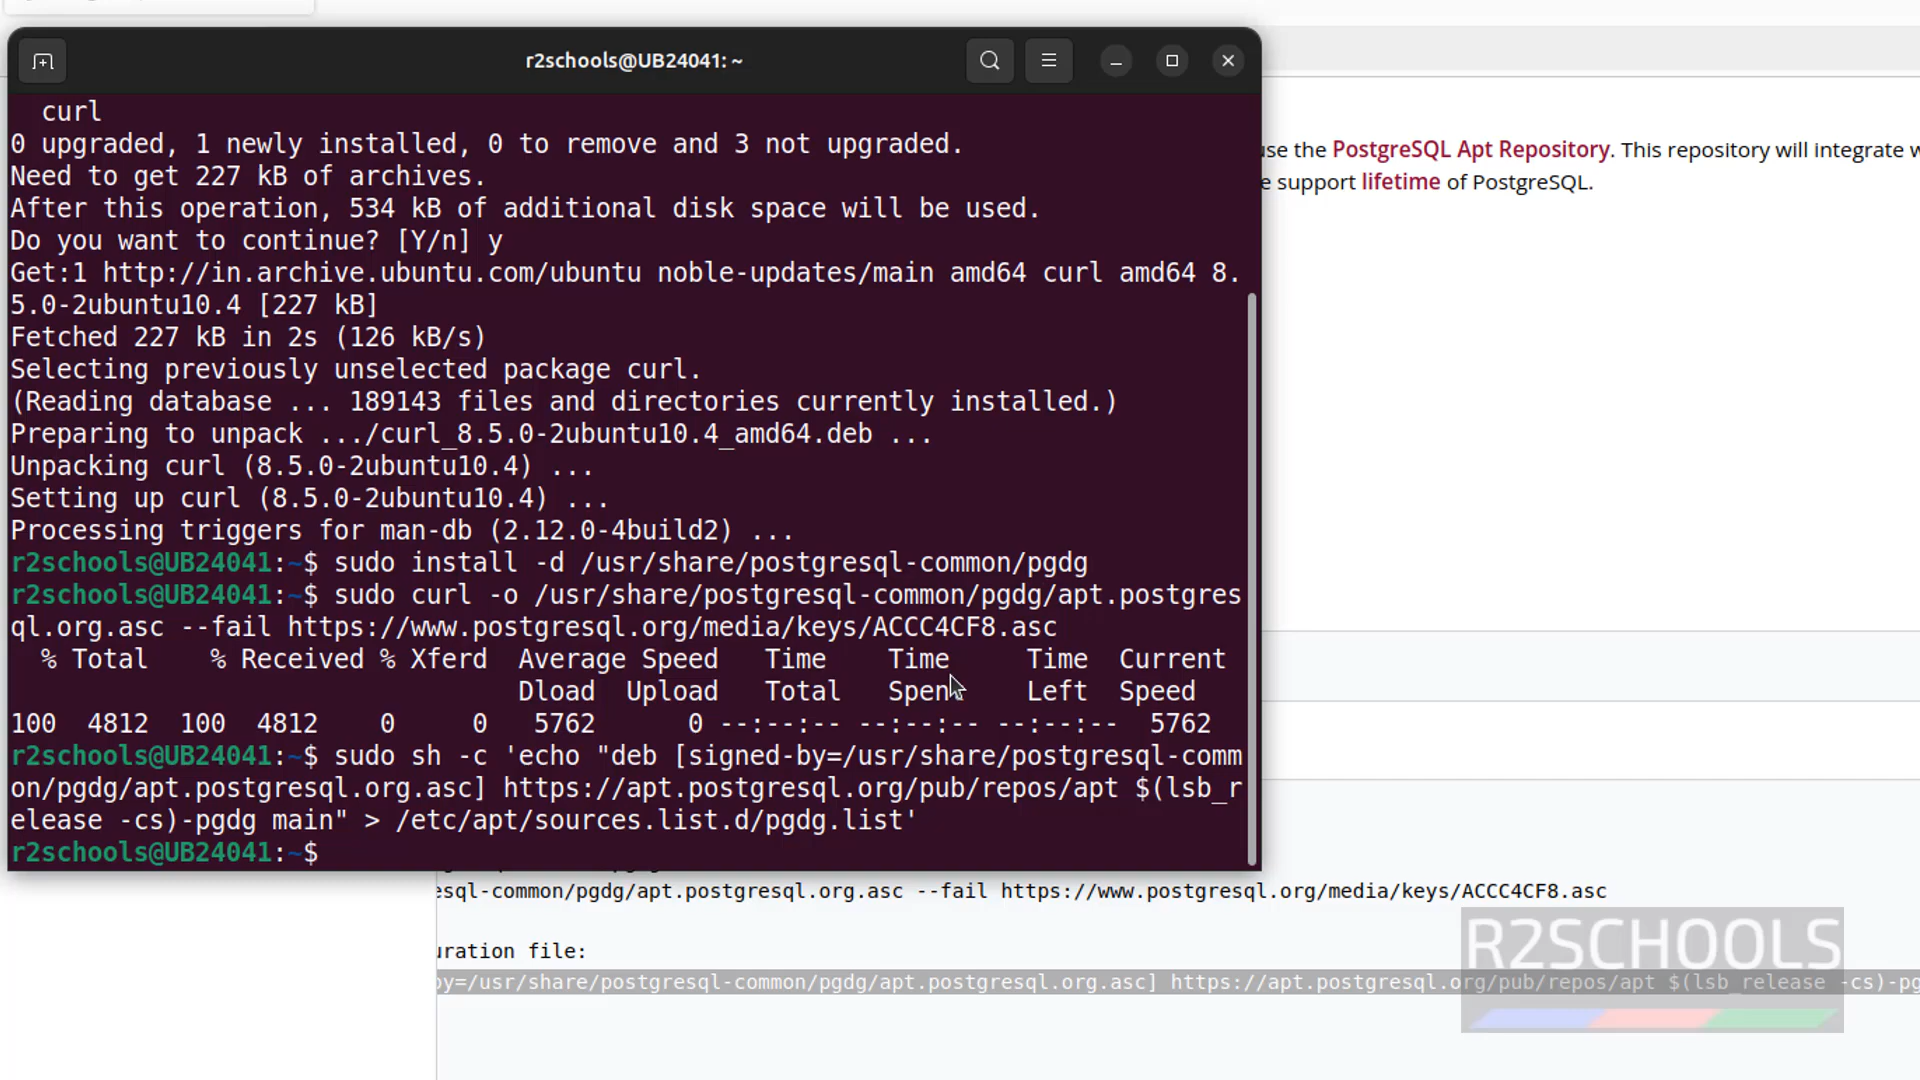 r2schools@UB24041: ~
curl
0 upgraded, 1 newly installed, 0 to remove and 3 not upgraded.
Need to get 227 kB of archives.
After this operation, 534 kB of additional disk space will be used.
Do you want to continue? [Y/n] y
Get:1 http://in.archive.ubuntu.com/ubuntu noble-updates/main amd64 curl amd64 8.
5.0-2ubuntu10.4 [227 kB]
Fetched 227 kB in 2s (126 kB/s)
Selecting previously unselected package curl.
(Reading database ... 189143 files and directories currently installed.)
Preparing to unpack .../curl_8.5.0-2ubuntu10.4_amd64.deb ...
Unpacking curl (8.5.0-2ubuntu10.4) ...
Setting up curl (8.5.0-2ubuntu10.4) ...
Processing triggers for man-db (2.12.0-4build2) ...
r2schools@UB24041:~$ sudo install -d /usr/share/postgresql-common/pgdg
r2schools@UB24041:~$ sudo curl -o /usr/share/postgresql-common/pgdg/apt.postgres
ql.org.asc --fail https://www.postgresql.org/media/keys/ACCC4CF8.asc
% Total % Received % Xferd Average Speed Time Time Time Current
Dload Upload Total Spent Left Speed
100 4812 100 4812 0 0 5762 0 --:--:-- --:--:-- --:--:-- 5762
r2schools@UB24041:~$ sudo sh -c 'echo "deb [signed-by=/usr/share/postgresql-comm
on/pgdg/apt.postgresql.org.asc] https://apt.postgresql.org/pub/repos/apt $(lsb_r
elease -cs)-pgdg main" > /etc/apt/sources.list.d/pgdg.list'
r2schools@UB24041:~$
use the PostgreSQL Apt Repository. This repository will integrate
e support lifetime of PostgreSQL.
esql-common/pgdg/apt.postgresql.org.asc --fail https://www.postgresql.org/media/keys/ACCC4CF8.asc
uration file:
by=/usr/share/postgresql-common/pgdg/apt.postgresql.org.asc] https://apt.postgresql.org/pub/repos/apt $(lsb_release -cs)-pg
R2SCHOOLS